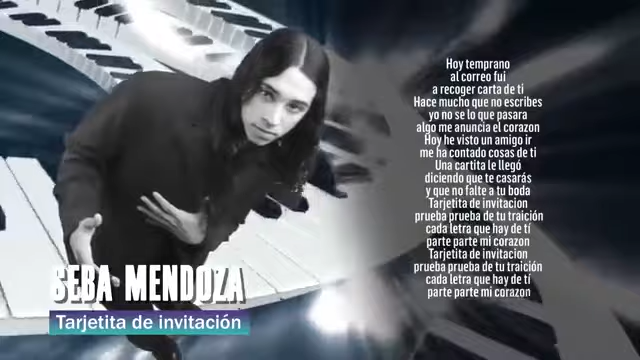 Hoy temprano
al correo fui
a recoger carta de ti
Hace mucho que no escribes
yo no se lo que pasara
algo me anuncia el corazon
Hoy he visto un amigo ir
me ha contado cosas de ti
Una cartita le llegó
diciendo que te casarás
y que no falte a tu boda
Tarjetita de invitacion
prueba prueba de tu traición
cada letra que hay de tí
parte parte mi corazon
Tarjetita de invitacion
prueba prueba de tu traición
cada letra que hay de tí
parte parte mi corazon
SEBA MENDOZA
Tarjetita de invitación